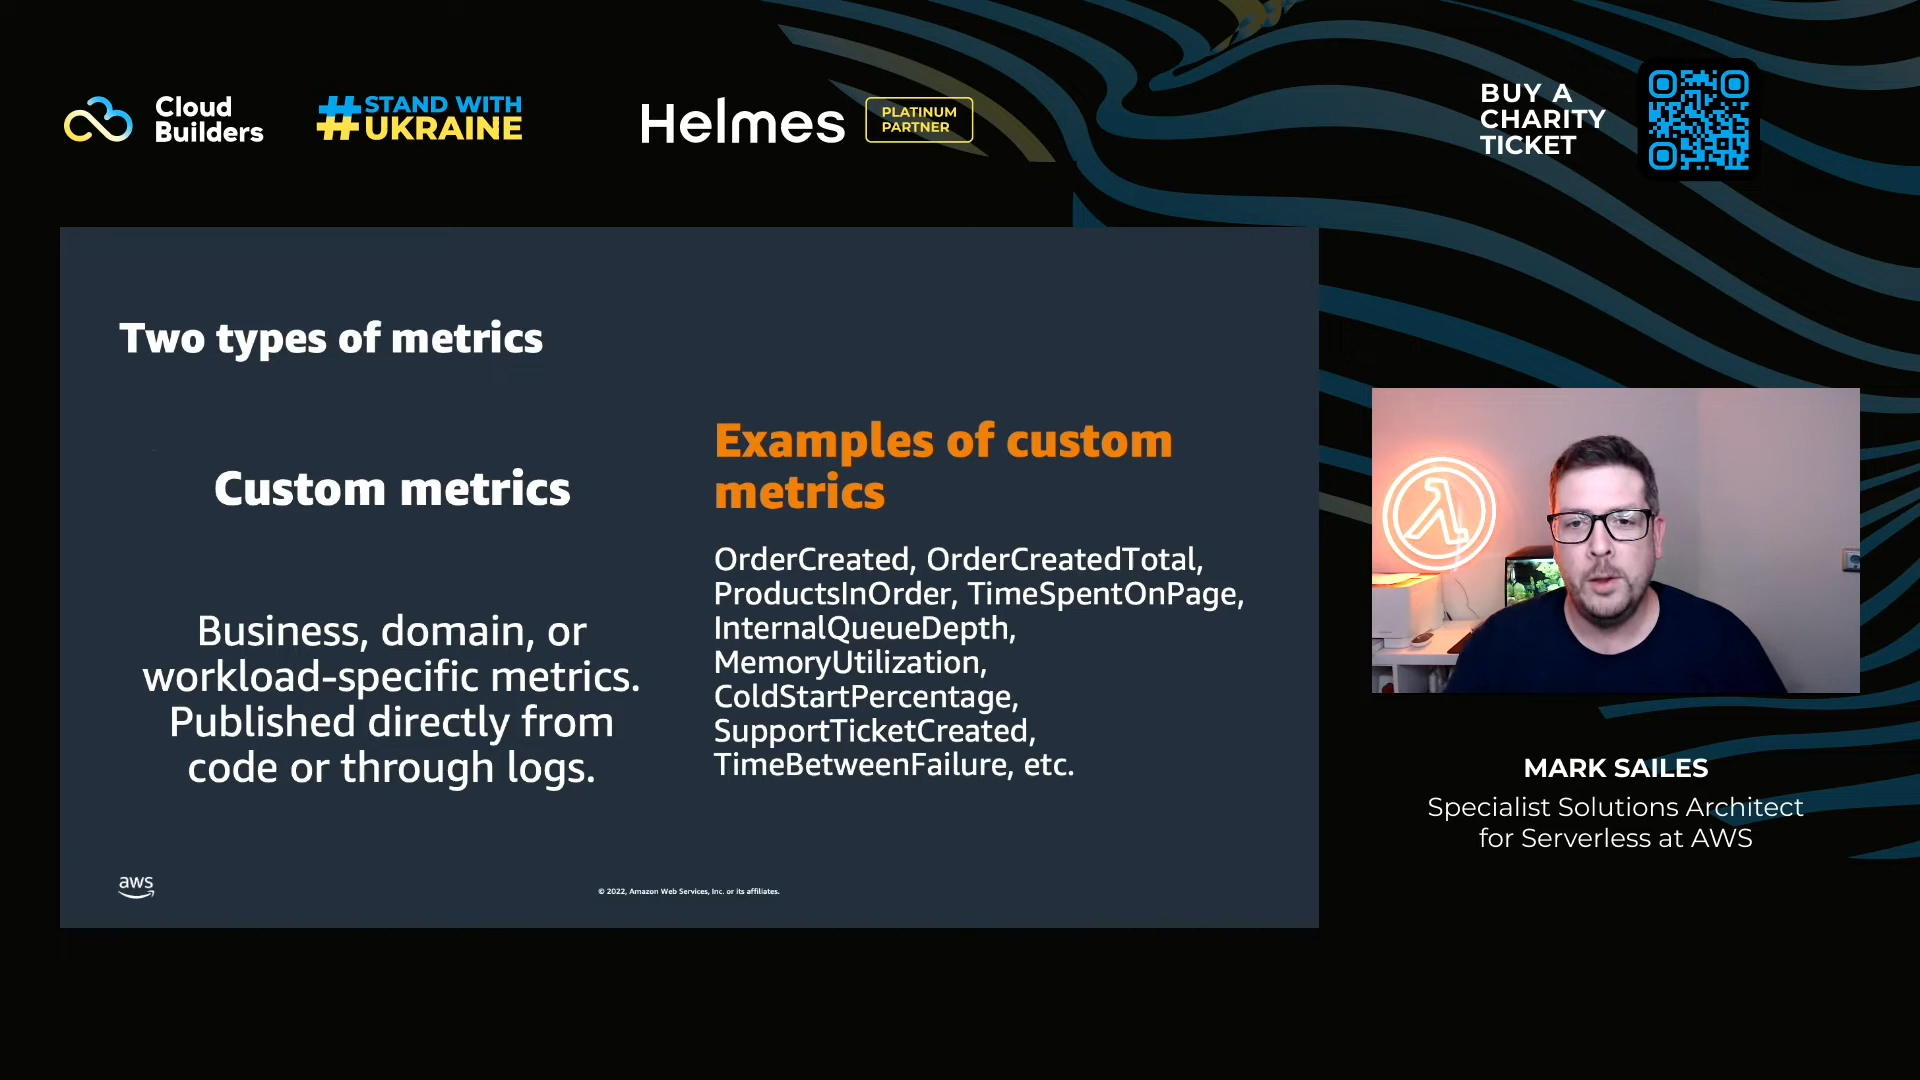 Cloud
Builders
#STAND WITH
UKRAINE
Helmes
PLATINUM
PARTNER
BUY A
CHARITY
TICKET
Two types of metrics
Custom metrics
Business, domain, or
workload-specific metrics.
Published directly from
code or through logs.
Examples of custom
metrics
OrderCreated, OrderCreatedTotal,
ProductsInOrder, TimeSpentOnPage,
InternalQueueDepth,
MemoryUtilization,
ColdStartPercentage,
SupportTicketCreated,
TimeBetweenFailure, etc.
aws
© 2022, Amazon Web Services, Inc. or its affiliates.
λ
MARK SAILES
Specialist Solutions Architect
for Serverless at AWS